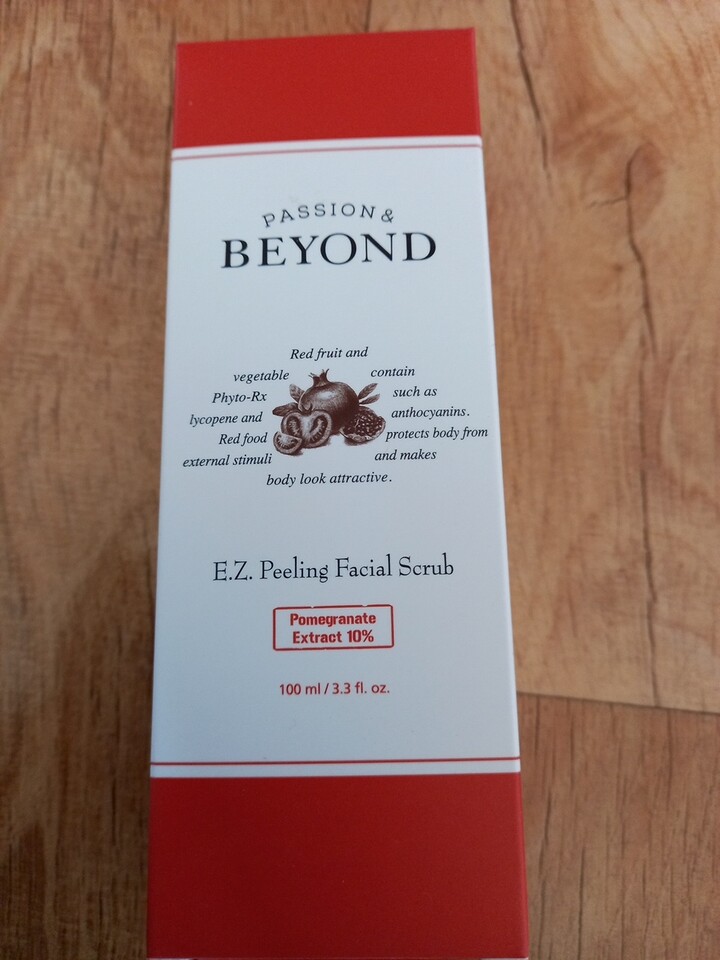 PASSION &
BEYOND
Red fruit and
vegetable contain
Phyto-Rx such as
lycopene and anthocyanins.
Red food protects body from
external stimuli and makes
body look attractive.
E.Z. Peeling Facial Scrub
Pomegranate
Extract 10%
100 ml / 3.3 fl. oz.